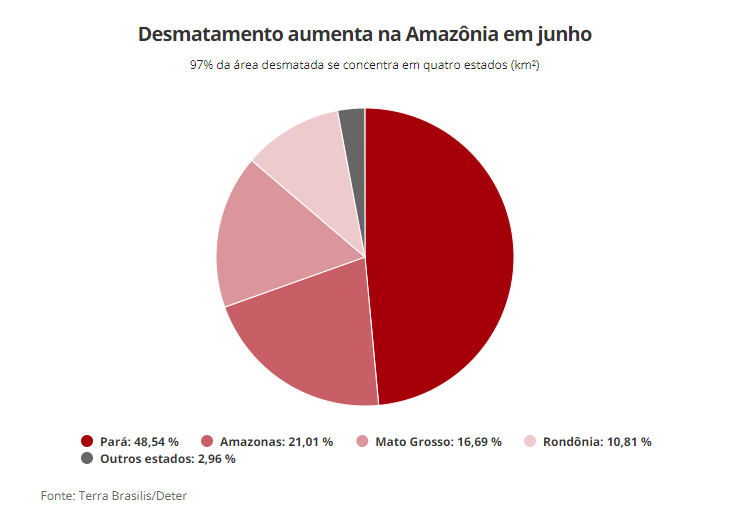 Desmatamento aumenta na Amazônia em junho
97% da área desmatada se concentra em quatro estados (km²)
Pará: 48,54 % Amazonas: 21,01 % Mato Grosso: 16,69 % Rondônia: 10,81 %
Outros estados: 2,96 %
Fonte: Terra Brasilis/Deter